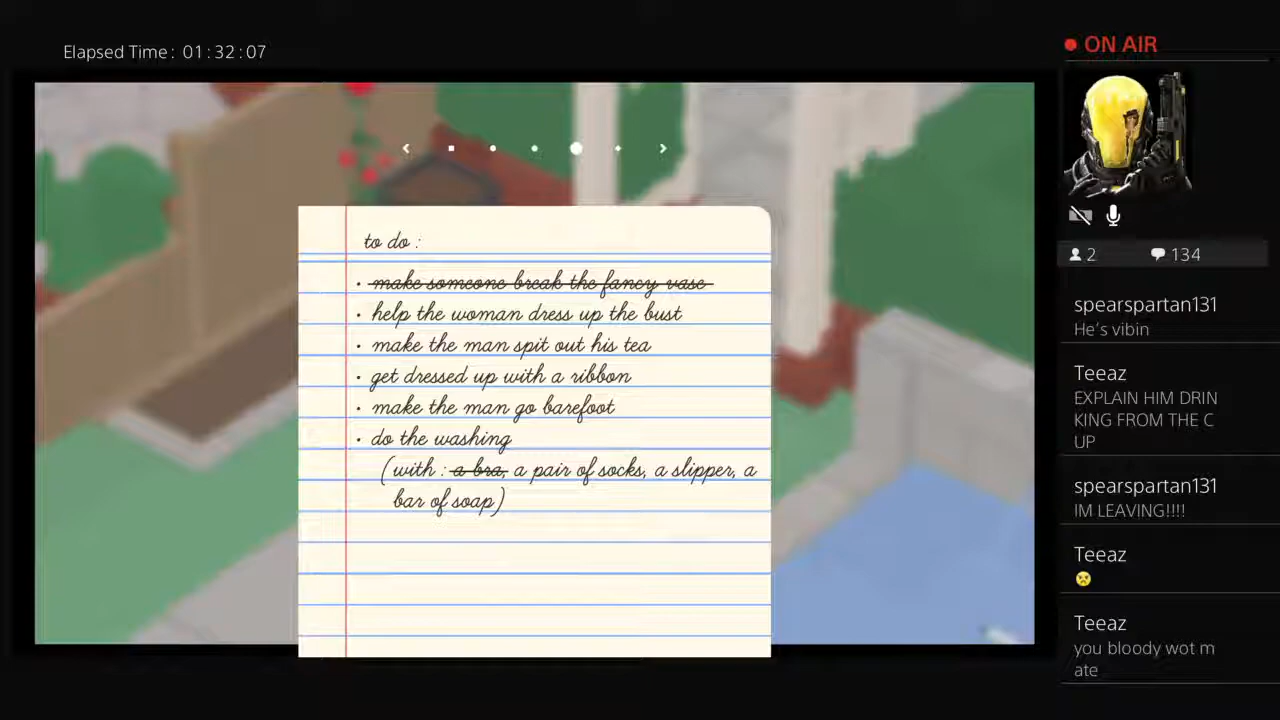 Elapsed Time: 01:32:07
ON AIR
to do :
• make someone break the fancy vase
• help the woman dress up the bust
• make the man spit out his tea
• get dressed up with a ribbon
• make the man go barefoot
• do the washing
(with : a bra, a pair of socks, a slipper, a
bar of soap)
2
134
spearspartan131
He's vibin
Teeaz
EXPLAIN HIM DRIN
KING FROM THE C
UP
spearspartan131
IM LEAVING!!!!
Teeaz
Teeaz
you bloody wot m
ate